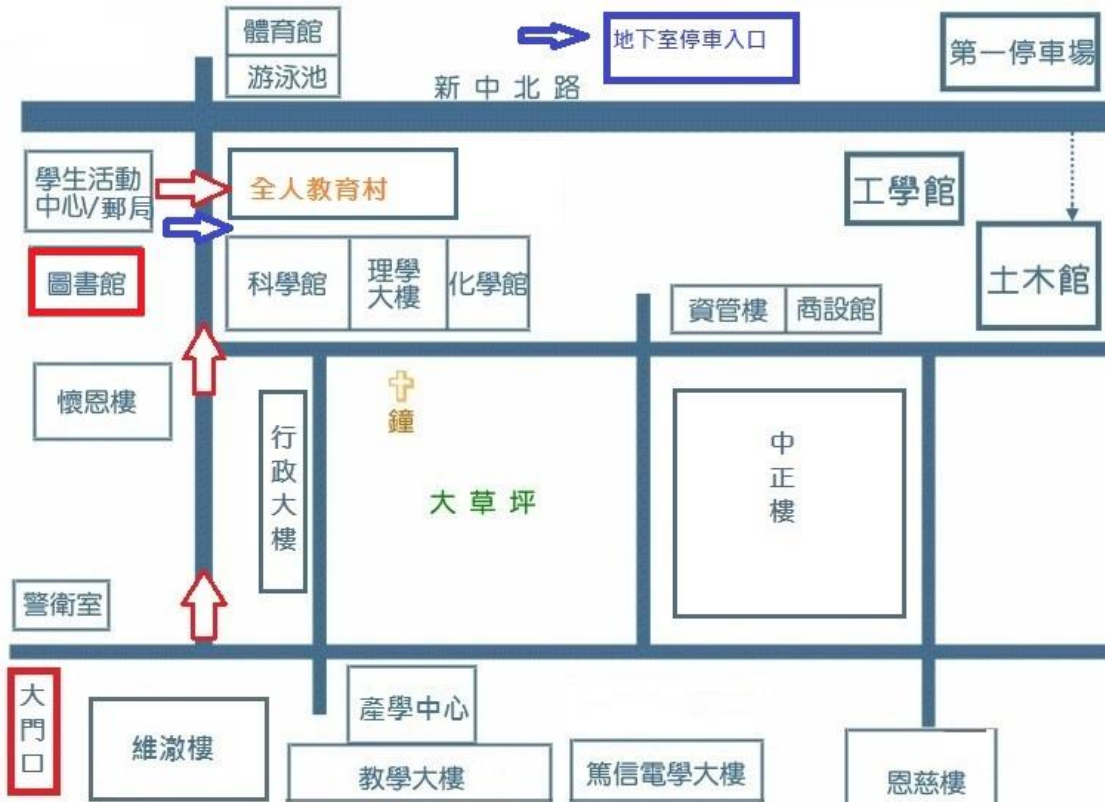 體育館
游泳池
地下室停車入口
第一停車場
新中北路
學生活動
中心/郵局
全人教育村
工學館
圖書館
科學館
理學
大樓
化學館
土木館
資管樓
商設館
懷恩樓
行政大樓
鐘
大草坪
中正樓
警衛室
大門口
維澈樓
產學中心
教學大樓
篤信電學大樓
恩慈樓